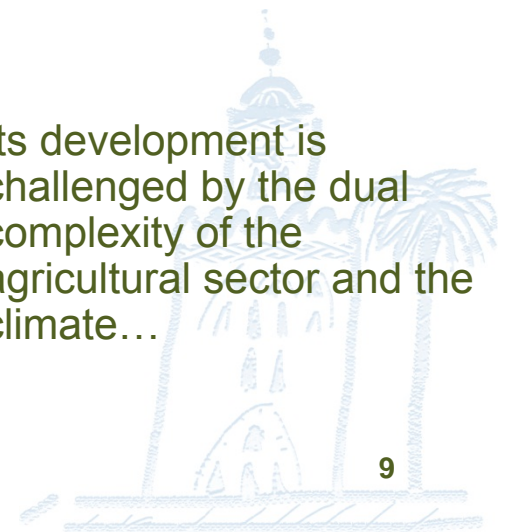 ts development is
challenged by the dual
complexity of the
agricultural sector and the
climate…
9